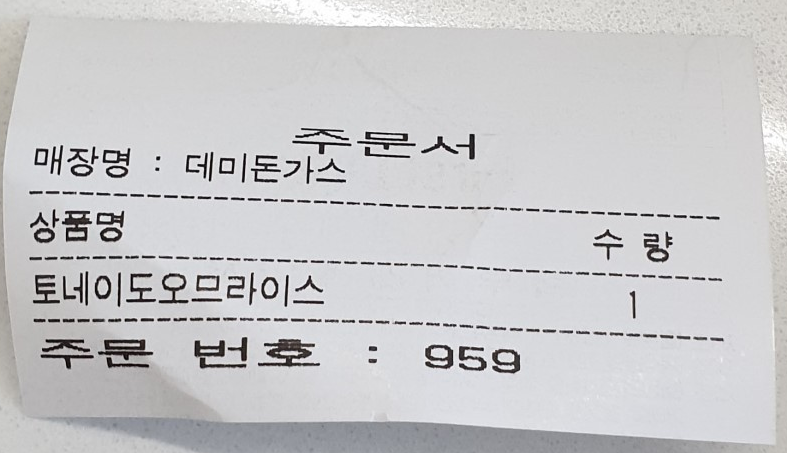 주문서
매장명 : 데미돈가스
상품명 수 량
토네이도오므라이스 1
주문 번호 : 959